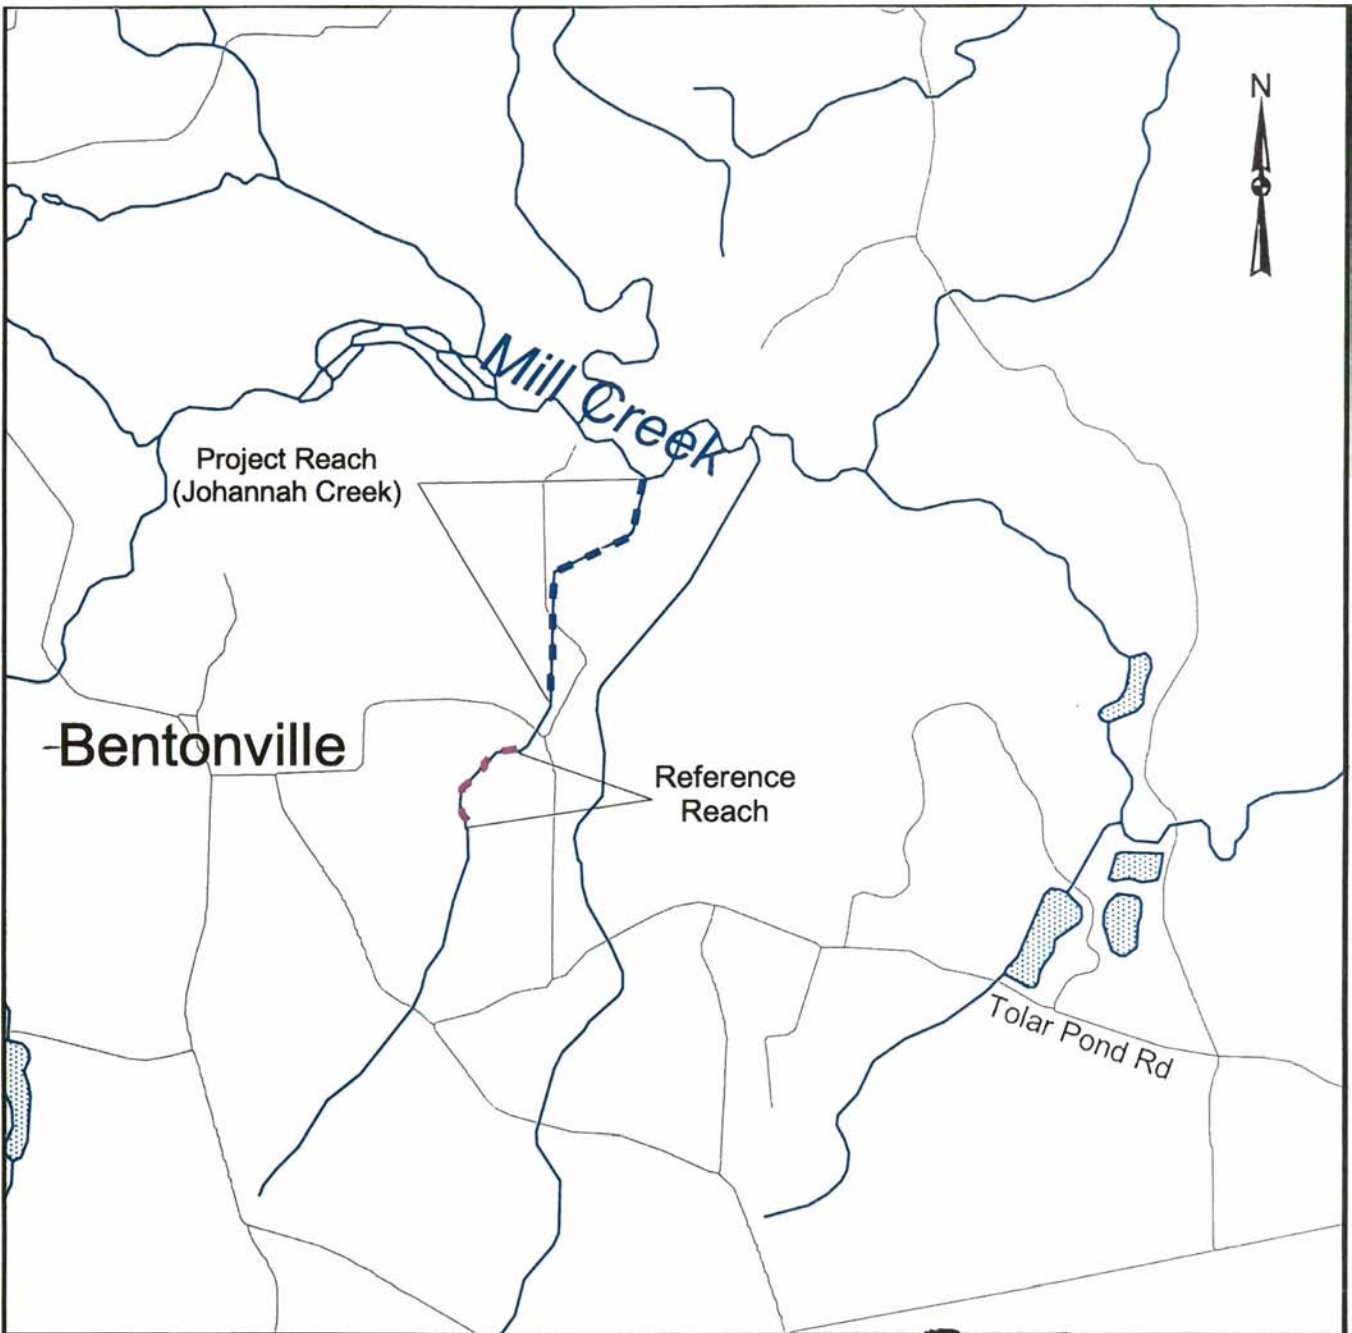 N
Mill Creek
Project Reach
(Johannah Creek)
Bentonville
Reference
Reach
Tolar Pond Rd